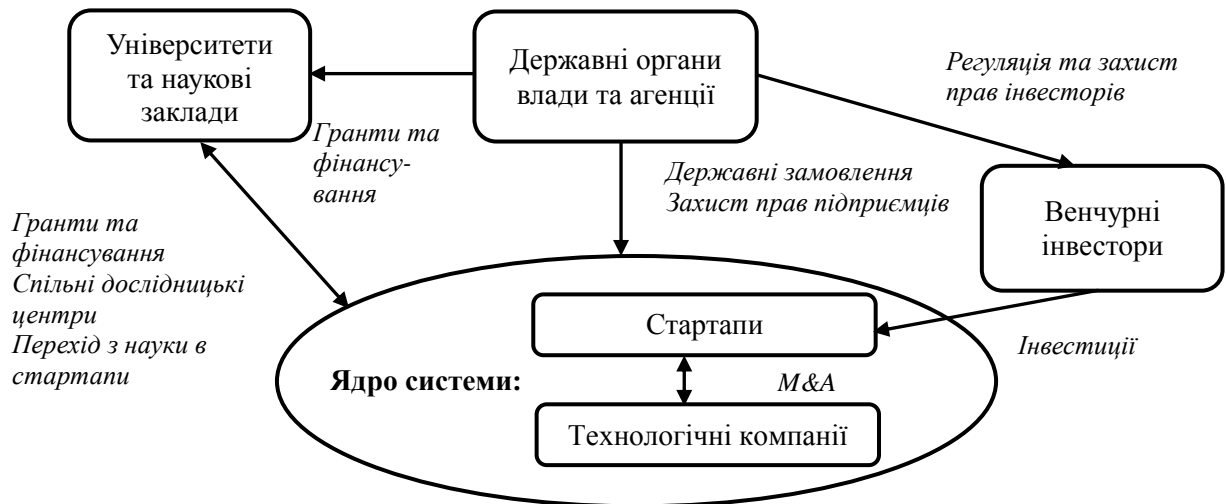 Університети
та наукові
заклади
Державні органи
влади та агенції
Регуляція та захист
прав інвесторів
Гранти та
фінансу-
вання
Державні замовлення
Захист прав підприємців
Венчурні
інвестори
Гранти та
фінансування
Спільні дослідницькі
центри
Перехід з науки в
стартапи
Стартапи
Інвестиції
Ядро системи:
M&A
Технологічні компанії